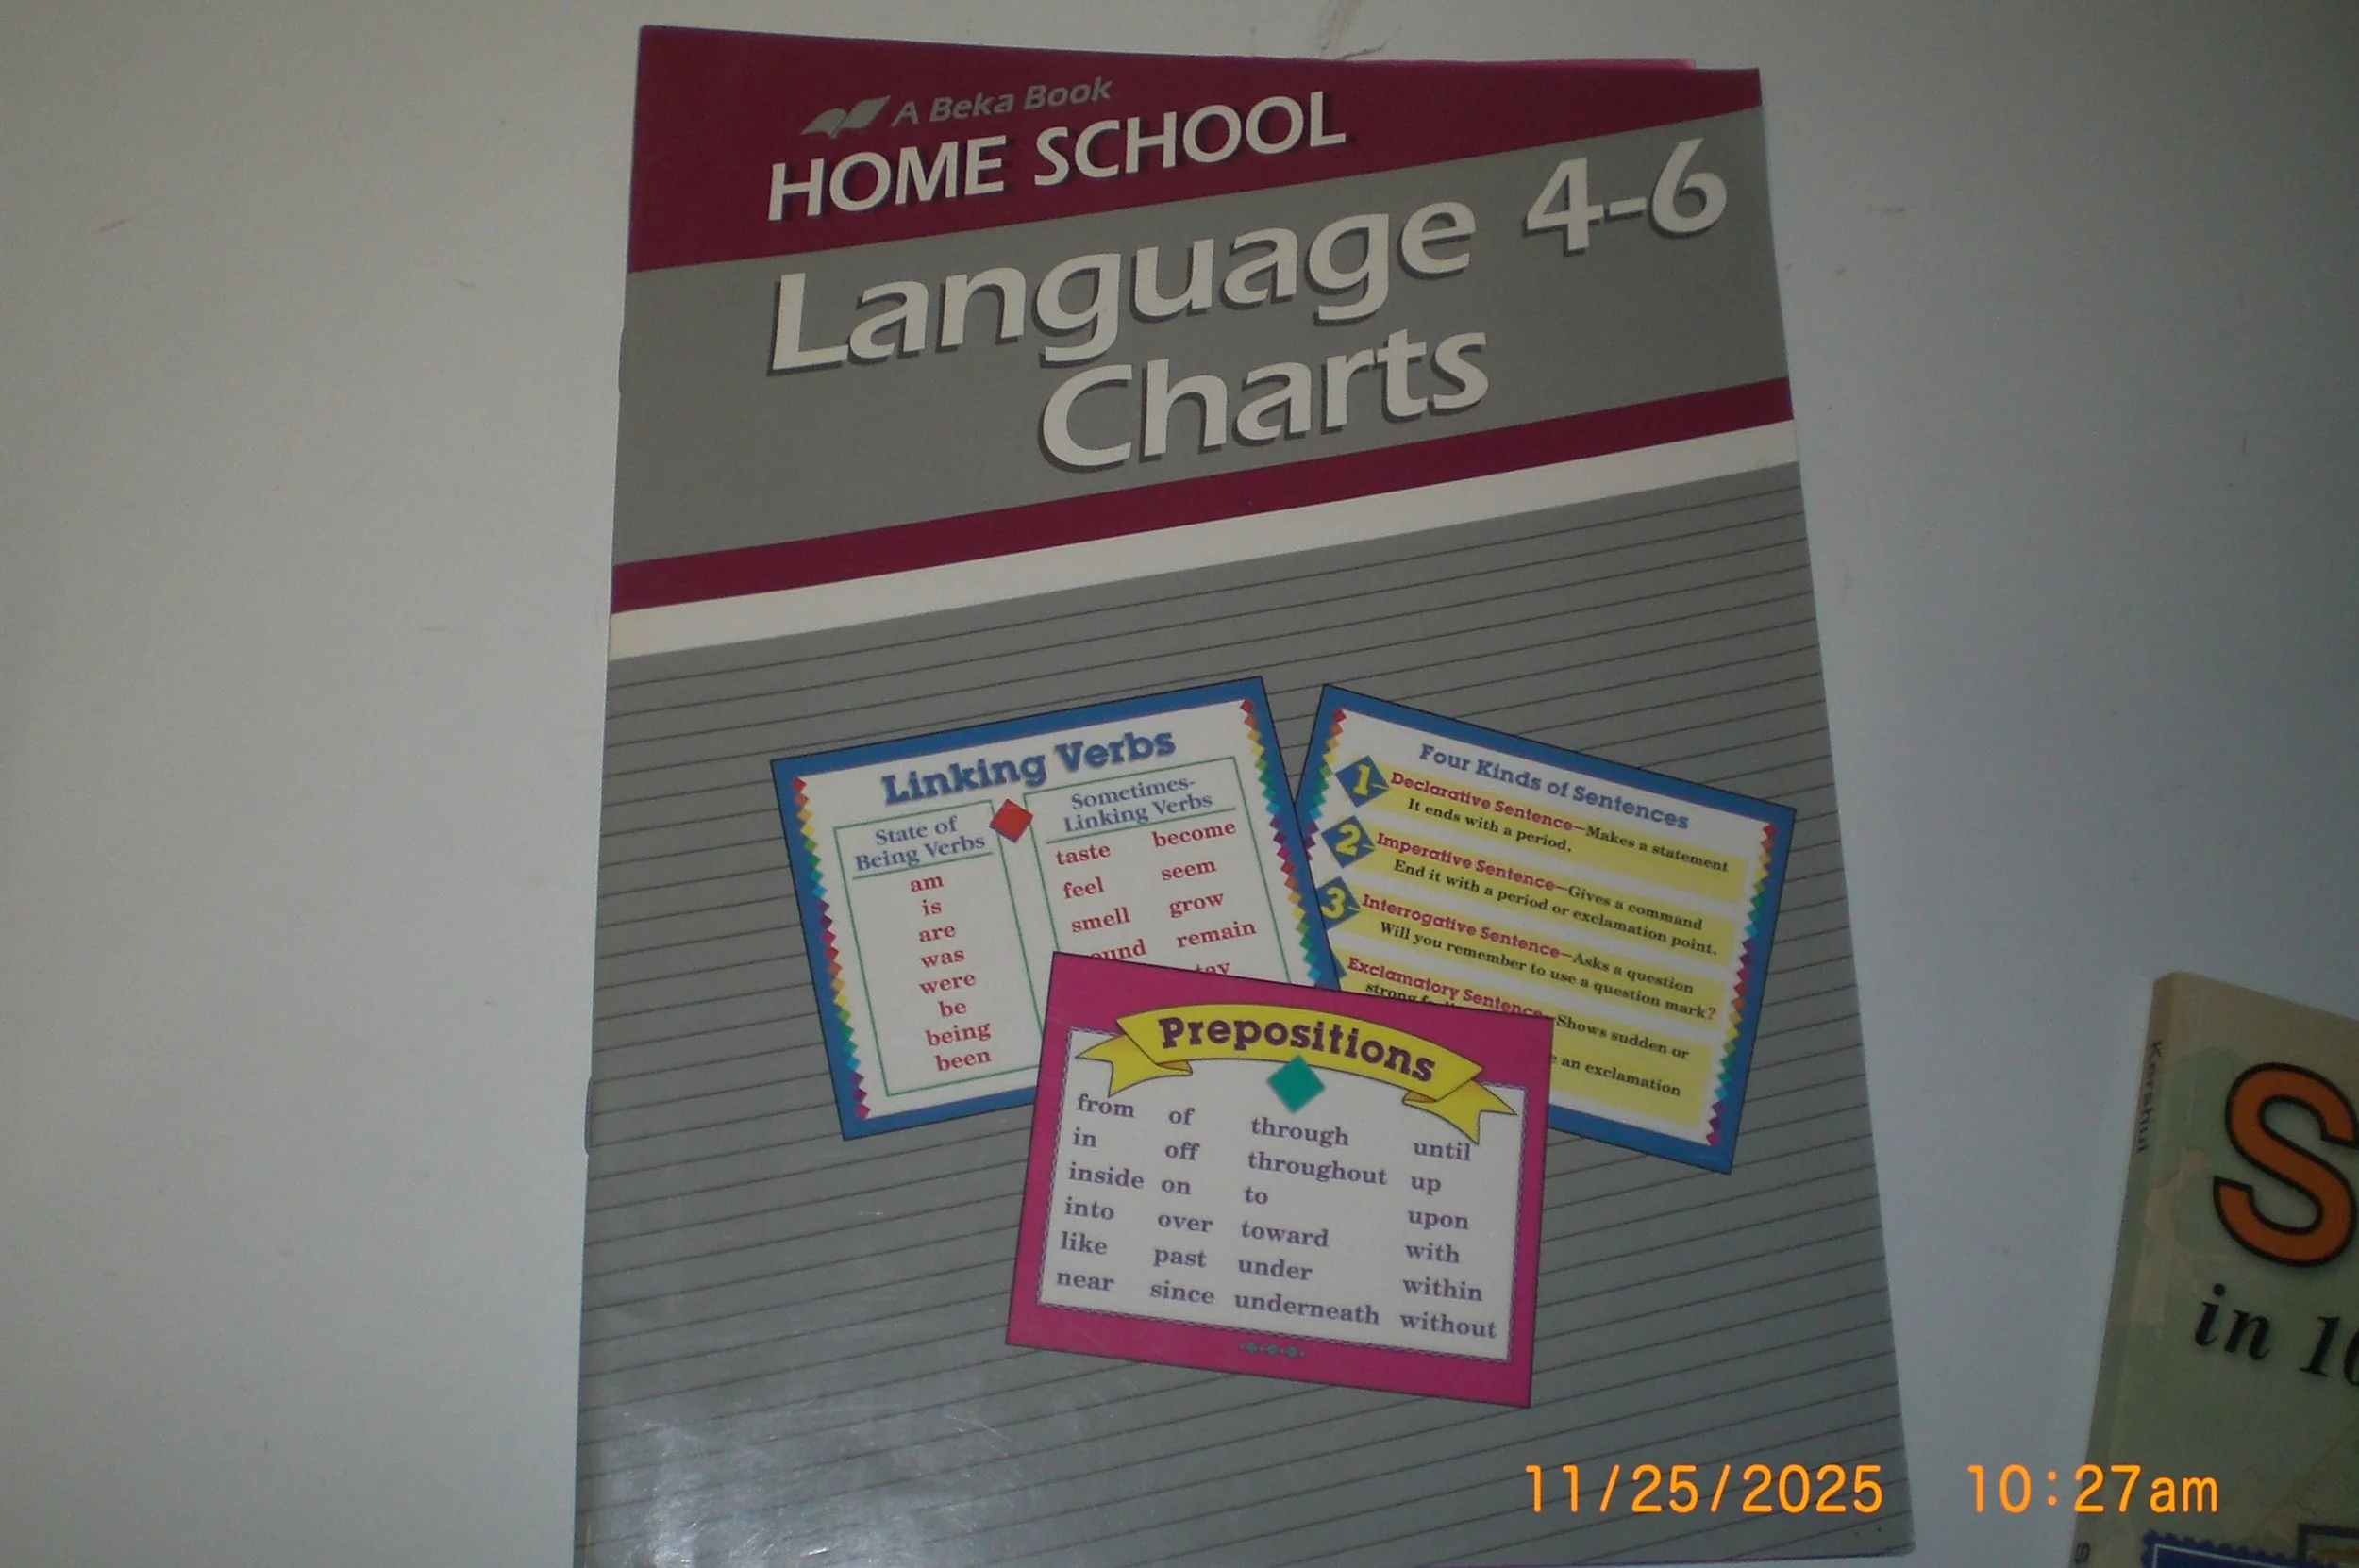 A Beka Book
HOME SCHOOL
Language 4-6
Charts
Linking Verbs
State of
Being Verbs
am
is
are
was
were
be
being
been
Sometimes-
Linking Verbs
taste become
feel seem
smell grow
remain
Four Kinds of Sentences
1 Declarative Sentence—Makes a statement
It ends with a period.
2 Imperative Sentence—Gives a command
End it with a period or exclamation point.
3 Interrogative Sentence—Asks a question
Will you remember to use a question mark?
Exclamatory Sentence—Shows sudden or
strong
an exclamation
Prepositions
from of through until
in off throughout up
inside on to upon
into over toward with
like past under within
near since underneath without
S
in 10
11/25/2025 10:27am